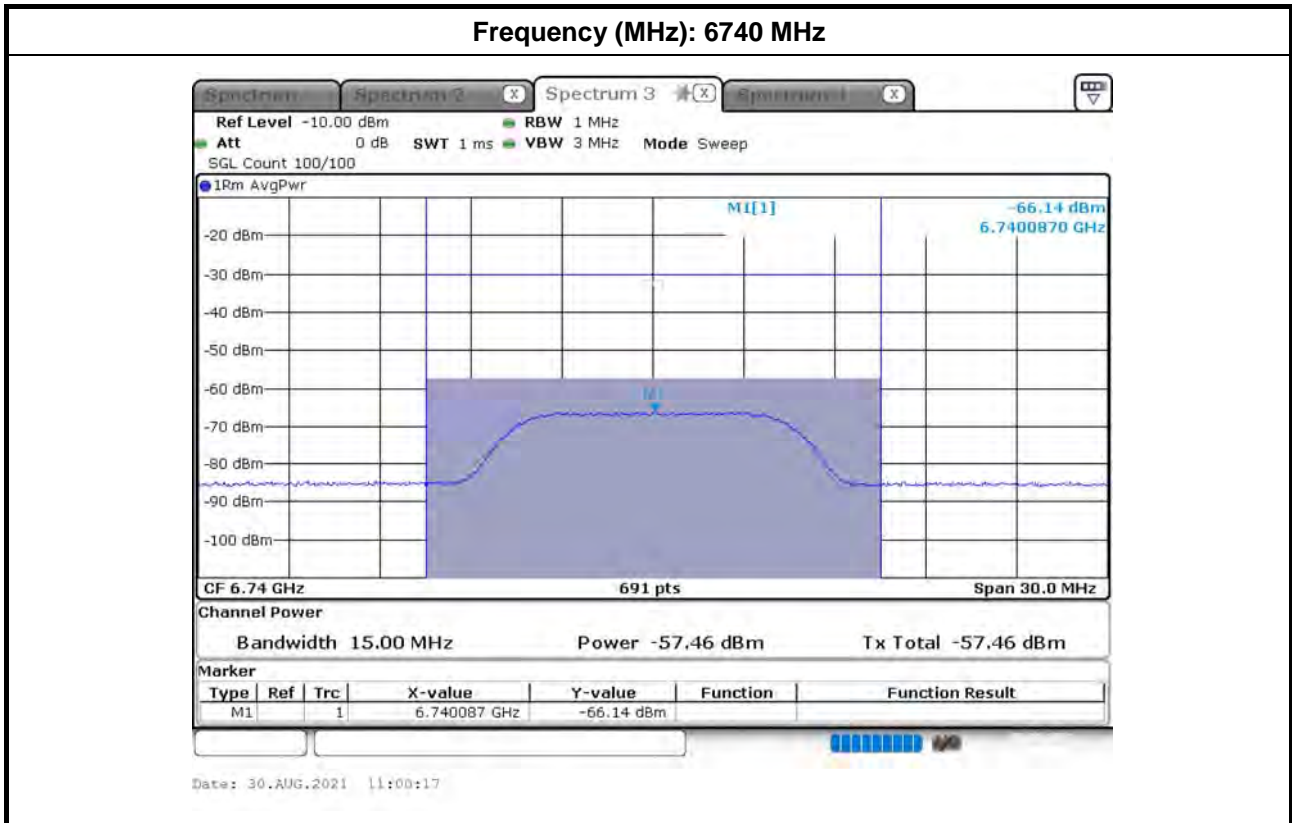 Frequency (MHz): 6740 MHz
Spectrum Spectrum 2 X Spectrum 3 X X
Ref Level -10.00 dBm RBW 1 MHz
Att 0 dB SWT 1 ms VBW 3 MHz Mode Sweep
SGL Count 100/100
1Rm AvgPwr
M1[1] -66.14 dBm
6.7400870 GHz
-20 dBm
-30 dBm
-40 dBm
-50 dBm
-60 dBm
M1
-70 dBm
-80 dBm
-90 dBm
-100 dBm
CF 6.74 GHz 691 pts Span 30.0 MHz
Channel Power
Bandwidth 15.00 MHz Power -57.46 dBm Tx Total -57.46 dBm
Marker
Type Ref Trc X-value Y-value Function Function Result
M1 1 6.740087 GHz -66.14 dBm
Date: 30.AUG.2021 11:00:17